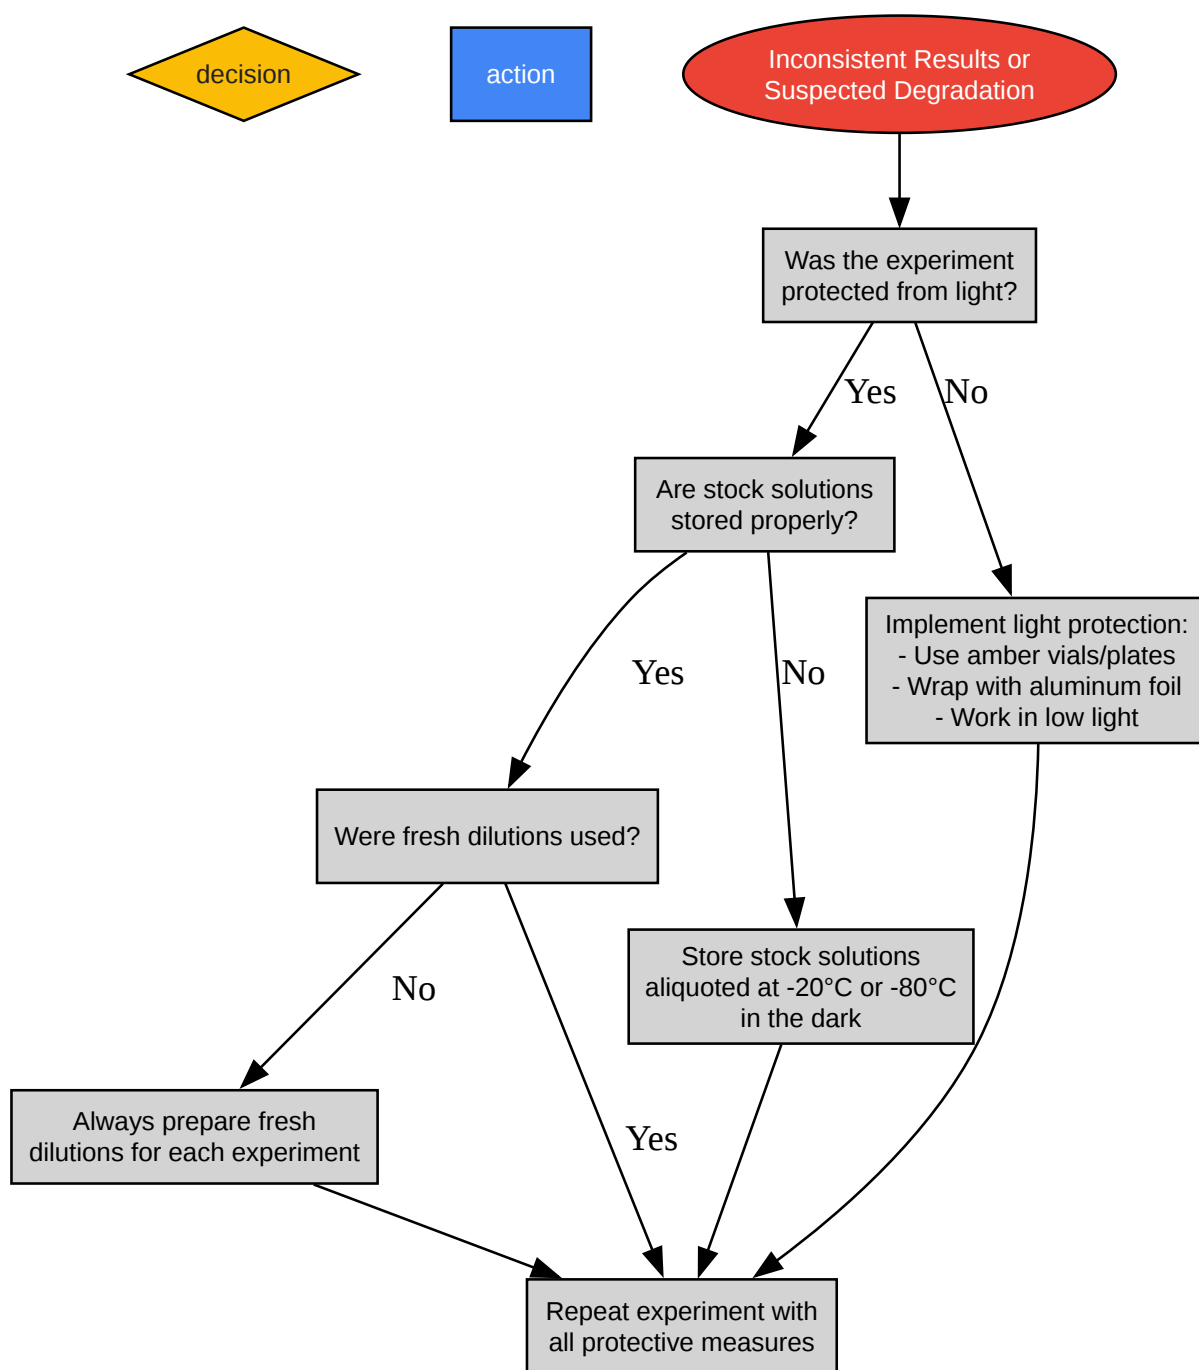 decision
action
Inconsistent Results or
Suspected Degradation
Was the experiment
protected from light?
Yes
No
Are stock solutions
stored properly?
Implement light protection:
- Use amber vials/plates
- Wrap with aluminum foil
- Work in low light
Yes
No
Were fresh dilutions used?
Store stock solutions
aliquoted at -20°C or -80°C
in the dark
No
Always prepare fresh
dilutions for each experiment
Yes
Repeat experiment with
all protective measures